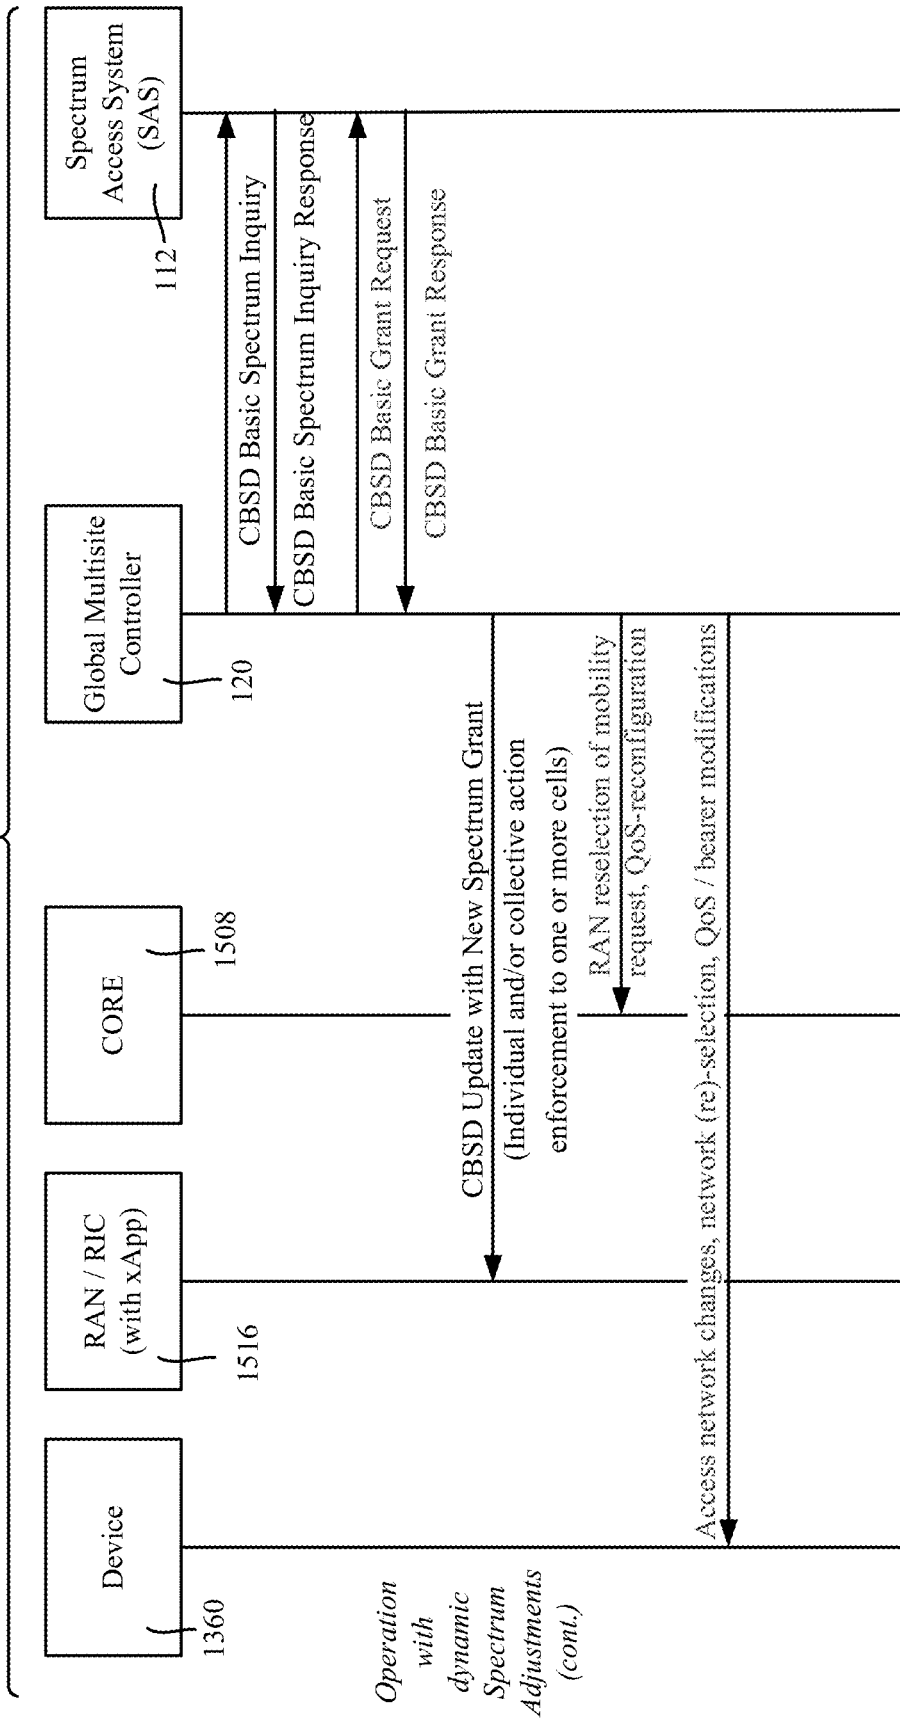 Device
1360
RAN / RIC
(with xApp)
1516
CORE
1508
Global Multisite
Controller
120
Spectrum
Access System
(SAS)
112
Operation
with
dynamic
Spectrum
Adjustments
(cont.)
CBSD Basic Spectrum Inquiry
CBSD Basic Spectrum Inquiry Response
CBSD Basic Grant Request
CBSD Basic Grant Response
CBSD Update with New Spectrum Grant
(Individual and/or collective action
enforcement to one or more cells)
RAN reselection of mobility
request, QoS-reconfiguration
Access network changes, network (re)-selection, QoS / bearer modifications